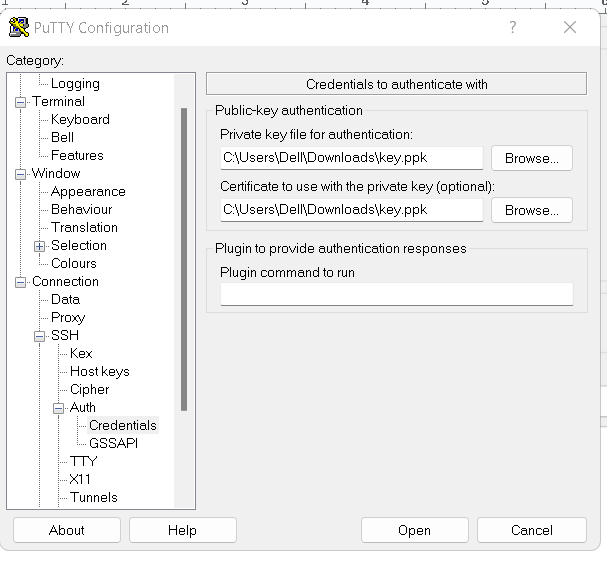 PuTTY Configuration
?
Category:
Logging
Terminal
Keyboard
Bell
Features
Window
Appearance
Behaviour
Translation
Selection
Colours
Connection
Data
Proxy
SSH
Kex
Host keys
Cipher
Auth
Credentials
GSSAPI
TTY
X11
Tunnels
Credentials to authenticate with
Public-key authentication
Private key file for authentication:
C:\Users\Dell\Downloads\key.ppk Browse...
Certificate to use with the private key (optional):
C:\Users\Dell\Downloads\key.ppk Browse...
Plugin to provide authentication responses
Plugin command to run
About Help Open Cancel